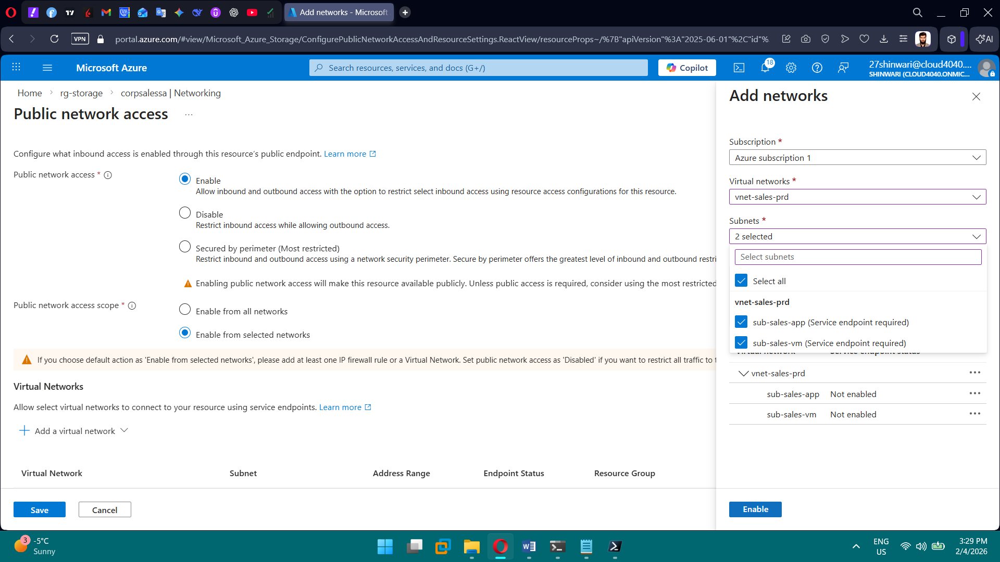 Add networks - Microsoft
VPN
portal.azure.com/#view/Microsoft_Azure_Storage/ConfigurePublicNetworkAccessAndResourceSettings.ReactView/resourceProps~/%7B"apiVersion"%3A"2025-06-01"%2C"id"%.
AI
Microsoft Azure
Search resources, services, and docs (G+/)
Copilot
18
27shinwari@cloud4040....
SHINWARI (CLOUD4040.ONMIC...
Home > rg-storage > corpsalessa | Networking
Public network access ...
Configure what inbound access is enabled through this resource's public endpoint. Learn more
Public network access *
Enable
Allow inbound and outbound access with the option to restrict select inbound access using resource access configurations for this resource.
Disable
Restrict inbound access while allowing outbound access.
Secured by perimeter (Most restricted)
Restrict inbound and outbound access using a network security perimeter. Secure by perimeter offers the greatest level of inbound and outbound restri
Enabling public network access will make this resource available publicly. Unless public access is required, consider using the most restricted
Public network access scope *
Enable from all networks
Enable from selected networks
If you choose default action as 'Enable from selected networks', please add at least one IP firewall rule or a Virtual Network. Set public network access as 'Disabled' if you want to restrict all traffic to t
Virtual Networks
Allow select virtual networks to connect to your resource using service endpoints. Learn more
Add a virtual network
Virtual Network Subnet Address Range Endpoint Status Resource Group
Save Cancel
Add networks
Subscription *
Azure subscription 1
Virtual networks *
vnet-sales-prd
Subnets *
2 selected
Select subnets
Select all
vnet-sales-prd
sub-sales-app (Service endpoint required)
sub-sales-vm (Service endpoint required)
Virtual network Service endpoint status
vnet-sales-prd
sub-sales-app Not enabled
sub-sales-vm Not enabled
Enable
3
-5°C
Sunny
ENG
US
3:29 PM
2/4/2026